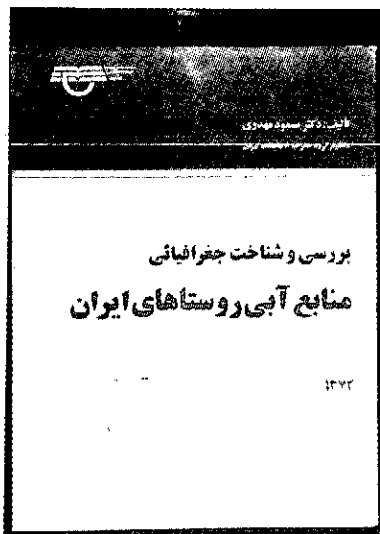 تألیف: دکتر مسعود مهدوی
بررسی و شناخت جغرافیائی
منابع آبی روستاهای ایران
۱۳۷۲